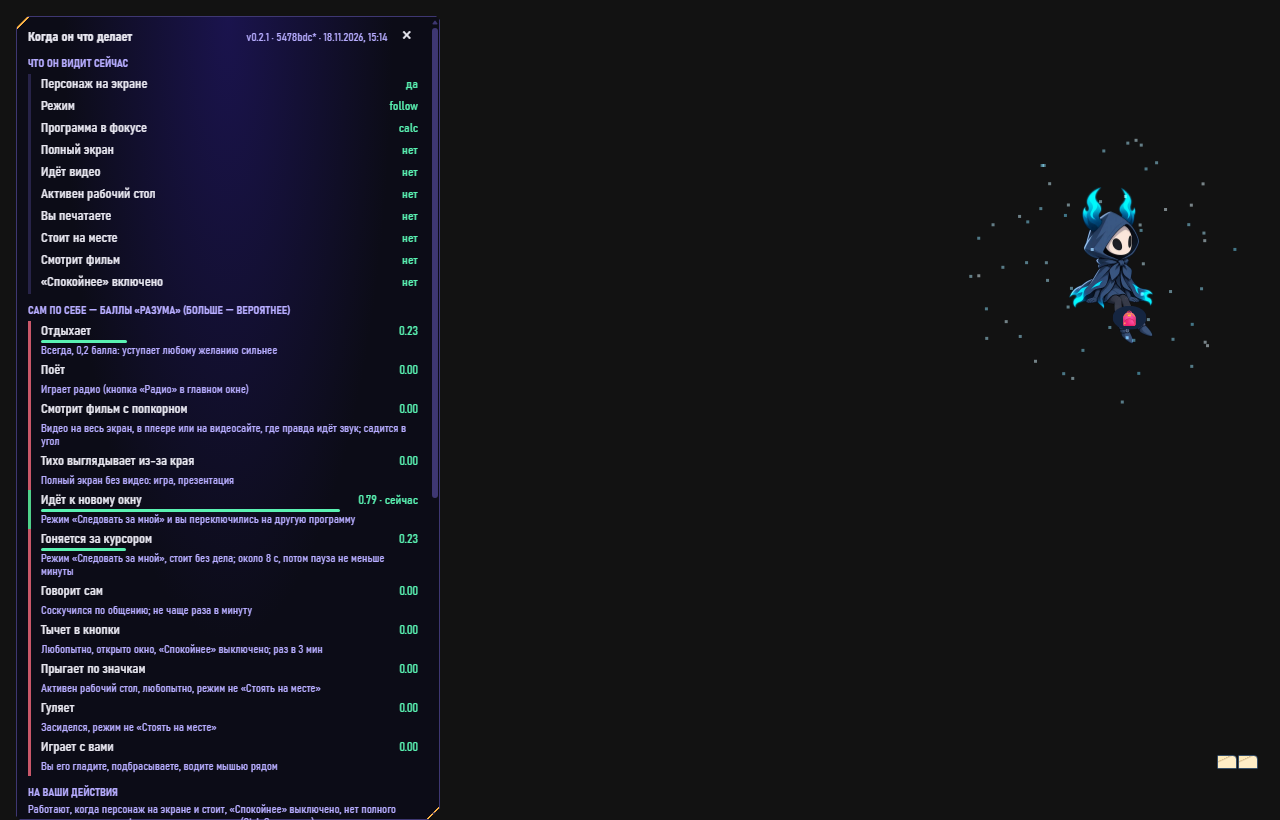 Когда он что делает
v0.2.1 · 5478bdc* · 18.11.2026, 15:14
×
ЧТО ОН ВИДИТ СЕЙЧАС
Персонаж на экране да
Режим follow
Программа в фокусе calc
Полный экран нет
Идёт видео нет
Активен рабочий стол нет
Вы печатаете нет
Стоит на месте нет
Смотрит фильм нет
«Спокойнее» включено нет
САМ ПО СЕБЕ — БАЛЛЫ «РАЗУМА» (БОЛЬШЕ — ВЕРОЯТНЕЕ)
Отдыхает 0.23
Всегда, 0,2 балла: уступает любому желанию сильнее
Поёт 0.00
Играет радио (кнопка «Радио» в главном окне)
Смотрит фильм с попкорном 0.00
Видео на весь экран, в плеере или на видеосайте, где правда идёт звук; садится в
угол
Тихо выглядывает из-за края 0.00
Полный экран без видео: игра, презентация
Идёт к новому окну 0.79 · сейчас
Режим «Следовать за мной» и вы переключились на другую программу
Гоняется за курсором 0.23
Режим «Следовать за мной», стоит без дела; около 8 с, потом пауза не меньше
минуты
Говорит сам 0.00
Соскучился по общению; не чаще раза в минуту
Тычет в кнопки 0.00
Любопытно, открыто окно, «Спокойнее» выключено; раз в 3 мин
Прыгает по значкам 0.00
Активен рабочий стол, любопытно, режим не «Стоять на месте»
Гуляет 0.00
Засиделся, режим не «Стоять на месте»
Играет с вами 0.00
Вы его гладите, подбрасываете, водите мышью рядом
НА ВАШИ ДЕЙСТВИЯ
Работают, когда персонаж на экране и стоит, «Спокойнее» выключено, нет полного